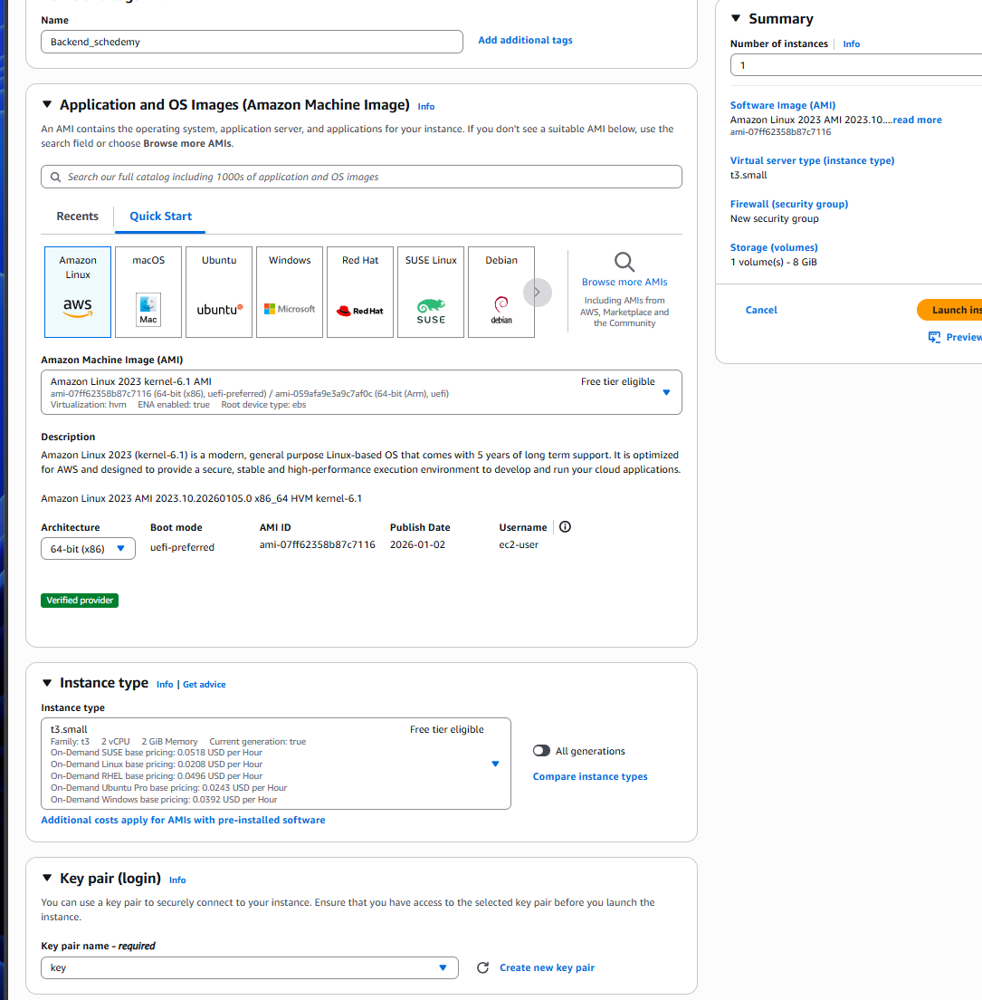 Name
Backend_schedemy
Add additional tags
Application and OS Images (Amazon Machine Image) Info
An AMI contains the operating system, application server, and applications for your instance. If you don't see a suitable AMI below, use the
search field or choose Browse more AMIs.
Search our full catalog including 1000s of application and OS images
Recents
Quick Start
Amazon
Linux
aws
macOS
Mac
Ubuntu
ubuntu
Windows
Microsoft
Red Hat
Red Hat
SUSE Linux
SUSE
Debian
debian
Browse more AMIs
Including AMIs from
AWS, Marketplace and
the Community
Amazon Machine Image (AMI)
Amazon Linux 2023 kernel-6.1 AMI
Free tier eligible
ami-07ff62358b87c7116 (64-bit (x86), uefi-preferred) / ami-059afa9e3a9c7af0c (64-bit (Arm), uefi)
Virtualization: hvm ENA enabled: true Root device type: ebs
Description
Amazon Linux 2023 (kernel-6.1) is a modern, general purpose Linux-based OS that comes with 5 years of long term support. It is optimized
for AWS and designed to provide a secure, stable and high-performance execution environment to develop and run your cloud applications.
Amazon Linux 2023 AMI 2023.10.20260105.0 x86_64 HVM kernel-6.1
Architecture
64-bit (x86)
Boot mode
uefi-preferred
AMI ID
ami-07ff62358b87c7116
Publish Date
2026-01-02
Username
ec2-user
Verified provider
Instance type Info | Get advice
Instance type
t3.small
Free tier eligible
Family: t3 2 vCPU 2 GiB Memory Current generation: true
On-Demand SUSE base pricing: 0.0518 USD per Hour
On-Demand Linux base pricing: 0.0208 USD per Hour
On-Demand RHEL base pricing: 0.0496 USD per Hour
On-Demand Ubuntu Pro base pricing: 0.0243 USD per Hour
On-Demand Windows base pricing: 0.0392 USD per Hour
All generations
Compare instance types
Additional costs apply for AMIs with pre-installed software
Key pair (login) Info
You can use a key pair to securely connect to your instance. Ensure that you have access to the selected key pair before you launch the
instance.
Key pair name - required
key
Create new key pair
Summary
Number of instances Info
1
Software Image (AMI)
Amazon Linux 2023 AMI 2023.10....read more
ami-07ff62358b87c7116
Virtual server type (instance type)
t3.small
Firewall (security group)
New security group
Storage (volumes)
1 volume(s) - 8 GiB
Cancel
Launch ins
Preview